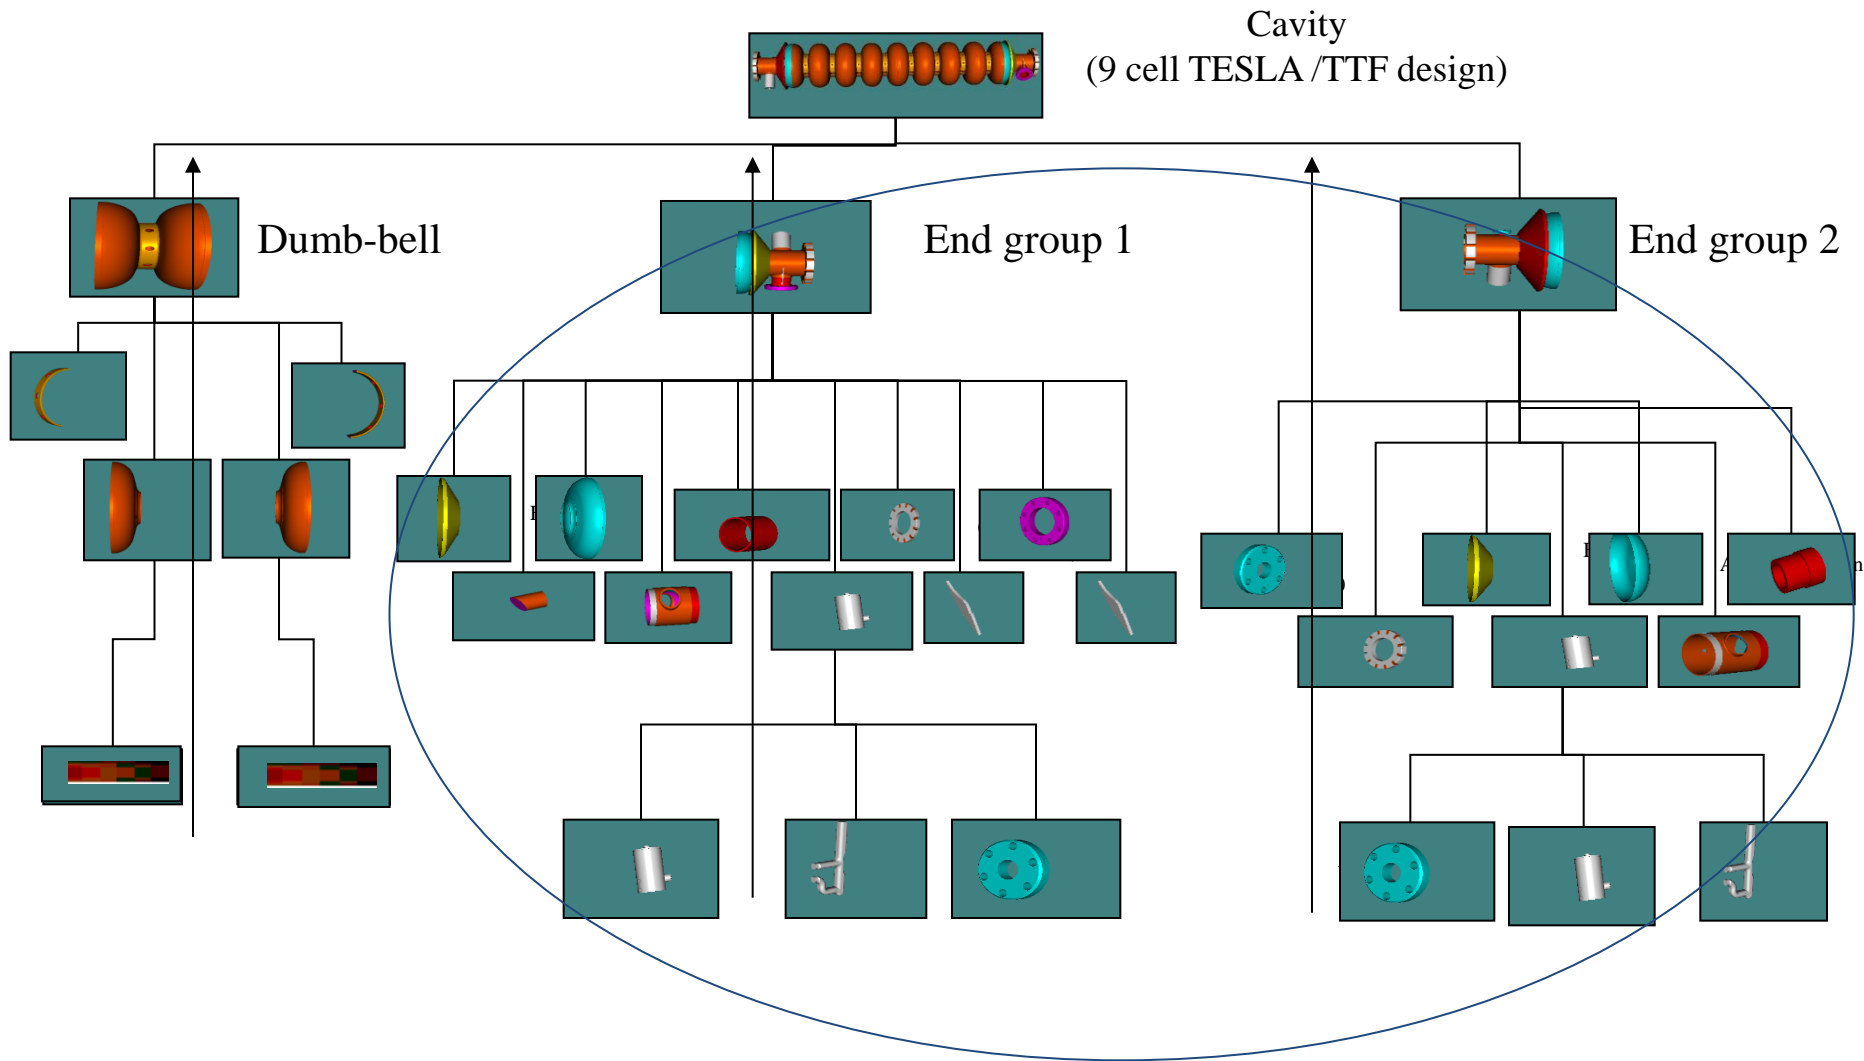 Cavity
(9 cell TESLA /TTF design)
Dumb-bell
End group 1
End group 2